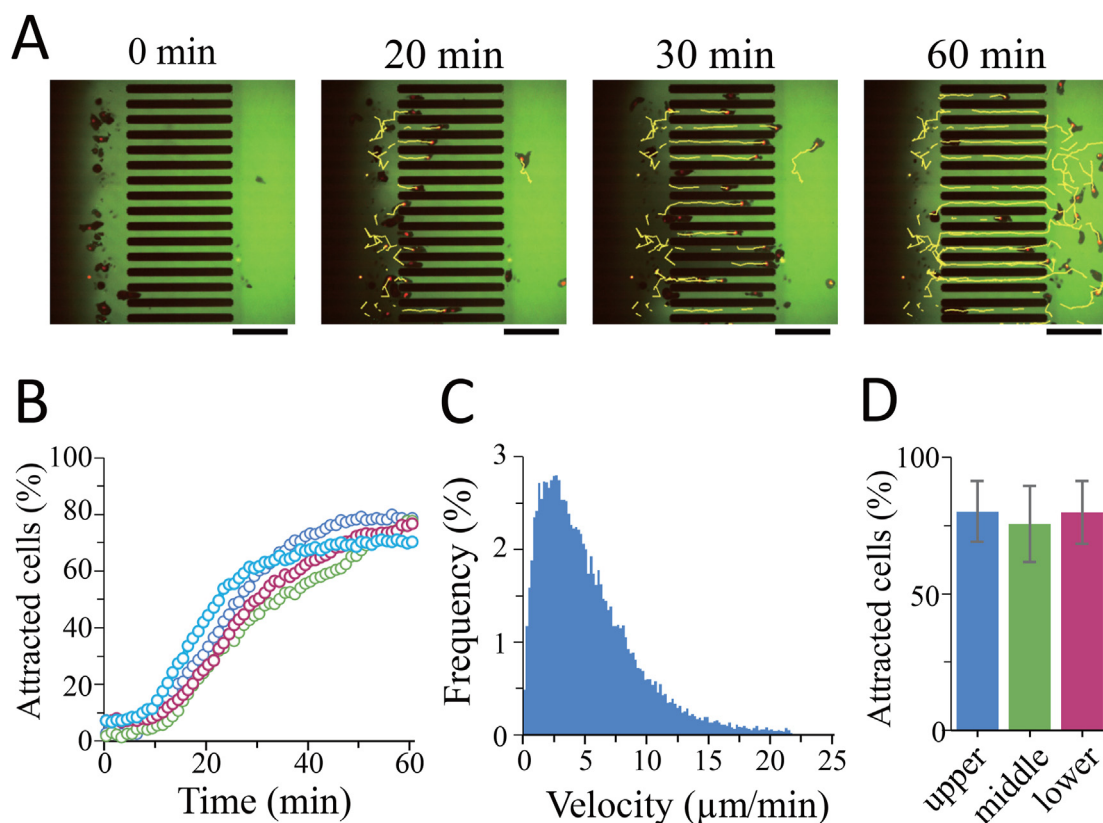 A
0 min
20 min
30 min
60 min
B
Attracted cells (%)
100
80
60
40
20
0
0
20
40
60
Time (min)
C
Frequency (%)
3
2
1
0
0
5
10
15
20
25
Velocity (µm/min)
D
Attracted cells (%)
100
50
0
upper
middle
lower